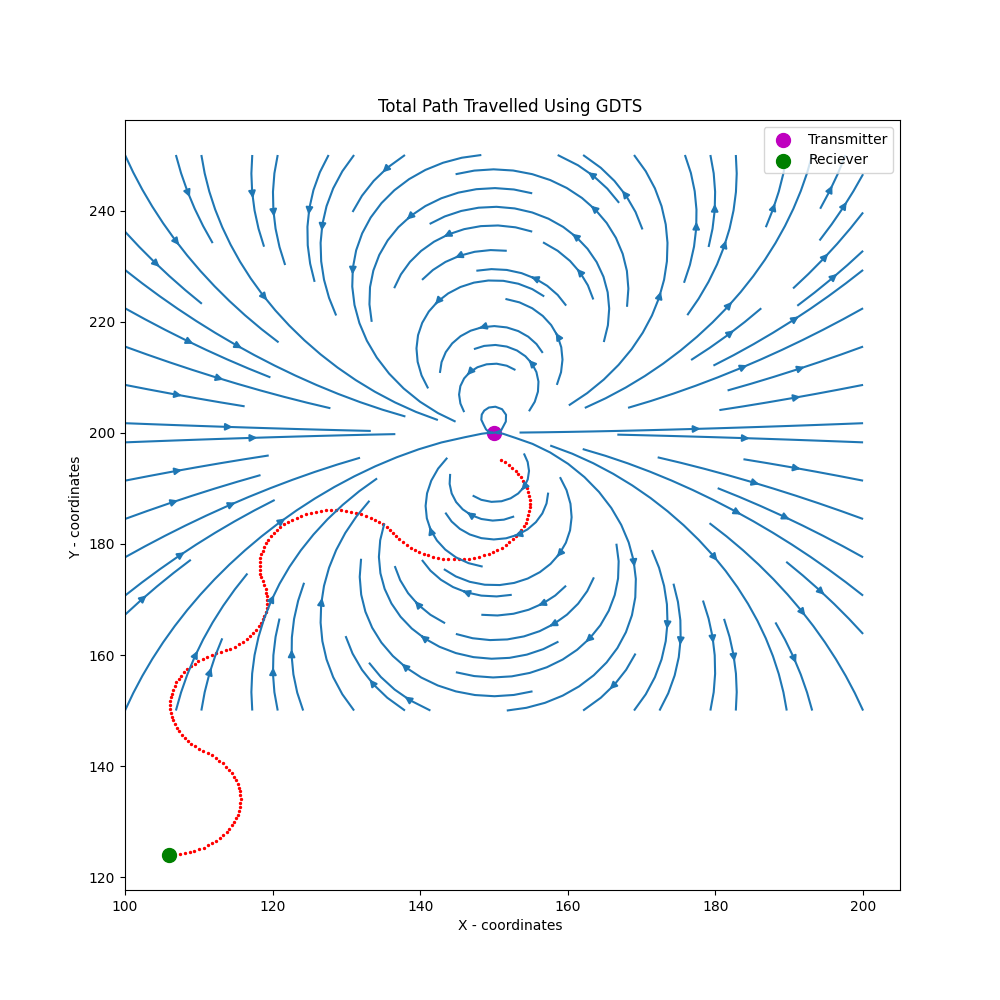 Total Path Travelled Using GDTS
Transmitter
Reciever
240
220
200
180
160
140
120
Y - coordinates
100
120
140
160
180
200
X - coordinates